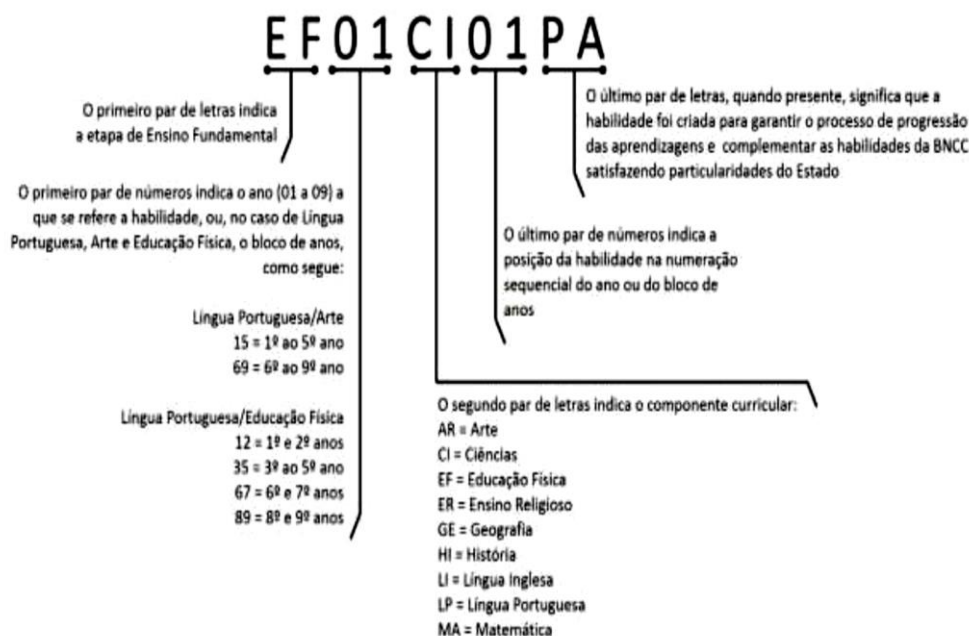 EF01CI01PA
O primeiro par de letras indica
a etapa de Ensino Fundamental
O primeiro par de números indica o ano (01 a 09) a
que se refere a habilidade, ou, no caso de Língua
Portuguesa, Arte e Educação Física, o bloco de anos,
como segue:
Língua Portuguesa/Arte
15 = 1º ao 5º ano
69 = 6º ao 9º ano
Língua Portuguesa/Educação Física
12 = 1º e 2º anos
35 = 3º ao 5º ano
67 = 6º e 7º anos
89 = 8º e 9º anos
O último par de letras, quando presente, significa que a
habilidade foi criada para garantir o processo de progressão
das aprendizagens e complementar as habilidades da BNCC
satisfazendo particularidades do Estado
O último par de números indica a
posição da habilidade na numeração
sequencial do ano ou do bloco de
anos
O segundo par de letras indica o componente curricular:
AR = Arte
CI = Ciências
EF = Educação Física
ER = Ensino Religioso
GE = Geografia
HI = História
LI = Língua Inglesa
LP = Língua Portuguesa
MA = Matemática